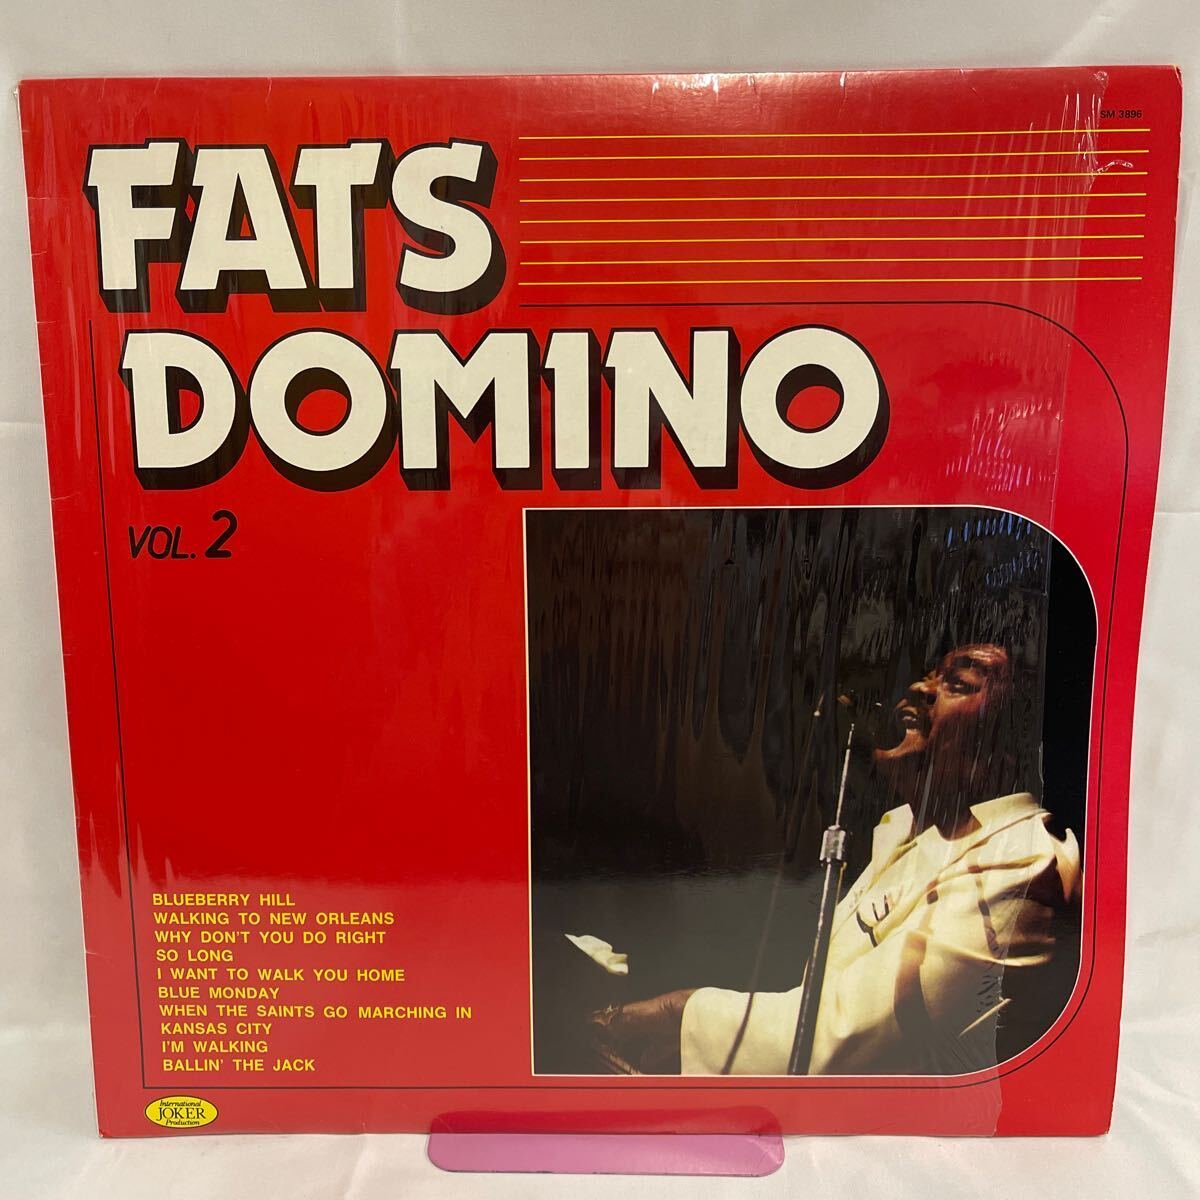 SM 3896
FATS
DOMINO
VOL. 2
BLUEBERRY HILL
WALKING TO NEW ORLEANS
WHY DON'T YOU DO RIGHT
SO LONG
I WANT TO WALK YOU HOME
BLUE MONDAY
WHEN THE SAINTS GO MARCHING IN
KANSAS CITY
I'M WALKING
BALLIN' THE JACK
International
JOKER
Production